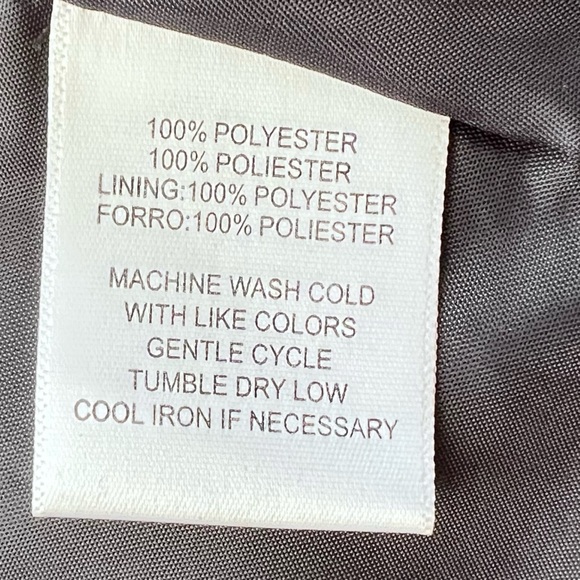 100% POLYESTER
100% POLIESTER
LINING:100% POLYESTER
FORRO:100% POLIESTER
MACHINE WASH COLD
WITH LIKE COLORS
GENTLE CYCLE
TUMBLE DRY LOW
COOL IRON IF NECESSARY